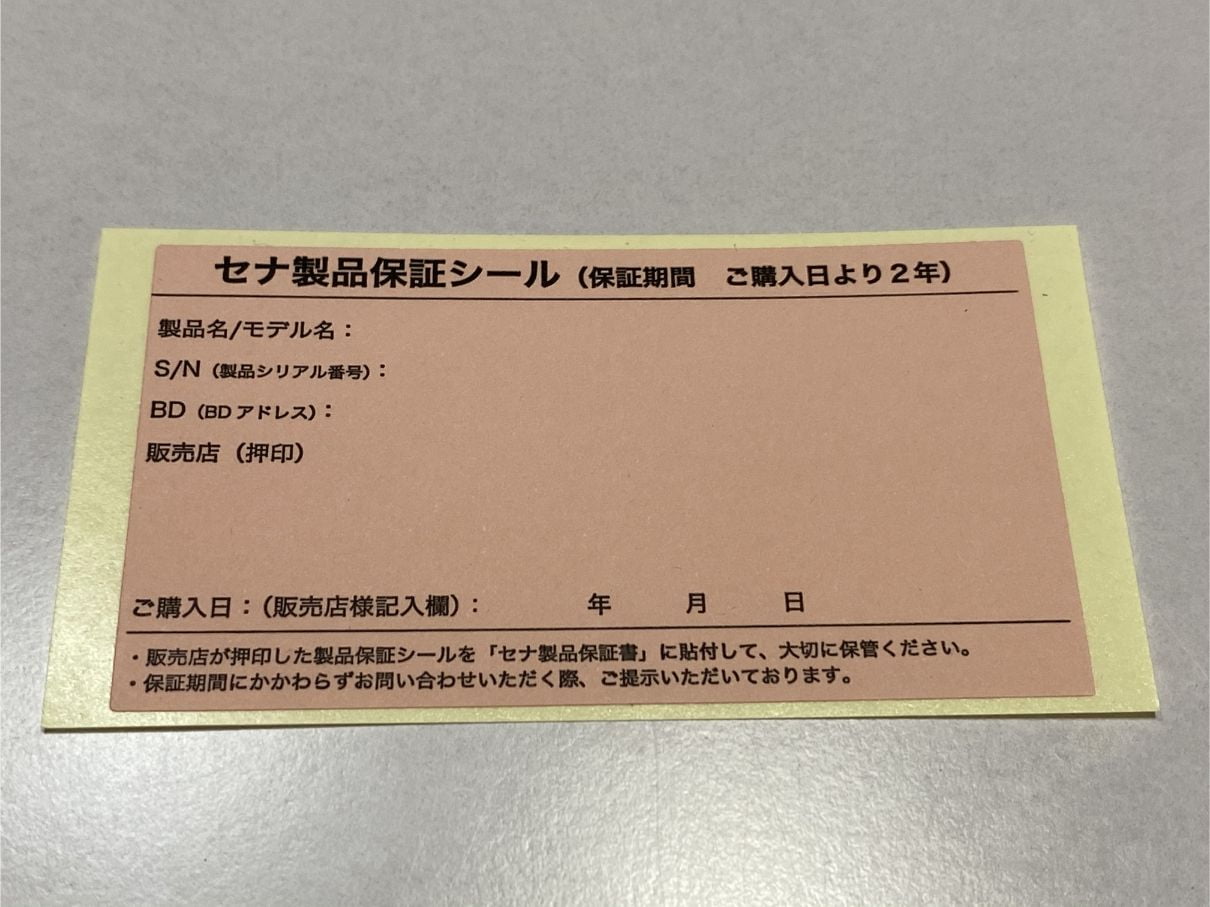 セナ製品保証シール（保証期間　ご購入日より２年）
製品名/モデル名：
S/N（製品シリアル番号）：
BD（BDアドレス）：
販売店（押印）
ご購入日：（販売店様記入欄）：　　　年　　　月　　　日
・販売店が押印した製品保証シールを「セナ製品保証書」に貼付して、大切に保管ください。
・保証期間にかかわらずお問い合わせいただく際、ご提示いただいております。